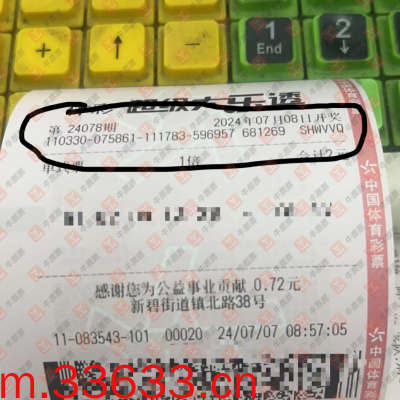 +
↑
-
1
End
2
↓
超级大乐透
第 24078期 2024年07月08日开奖
110330-075861-111783-596957 681269 SHWVVQ
单式票 1倍 合计2元
感谢您为公益事业贡献 0.72元
新碧街道镇北路38号
11-083543-101 00020 24/07/07 08:57:05
中国体育彩票
中国体育彩票
m.33633.cn